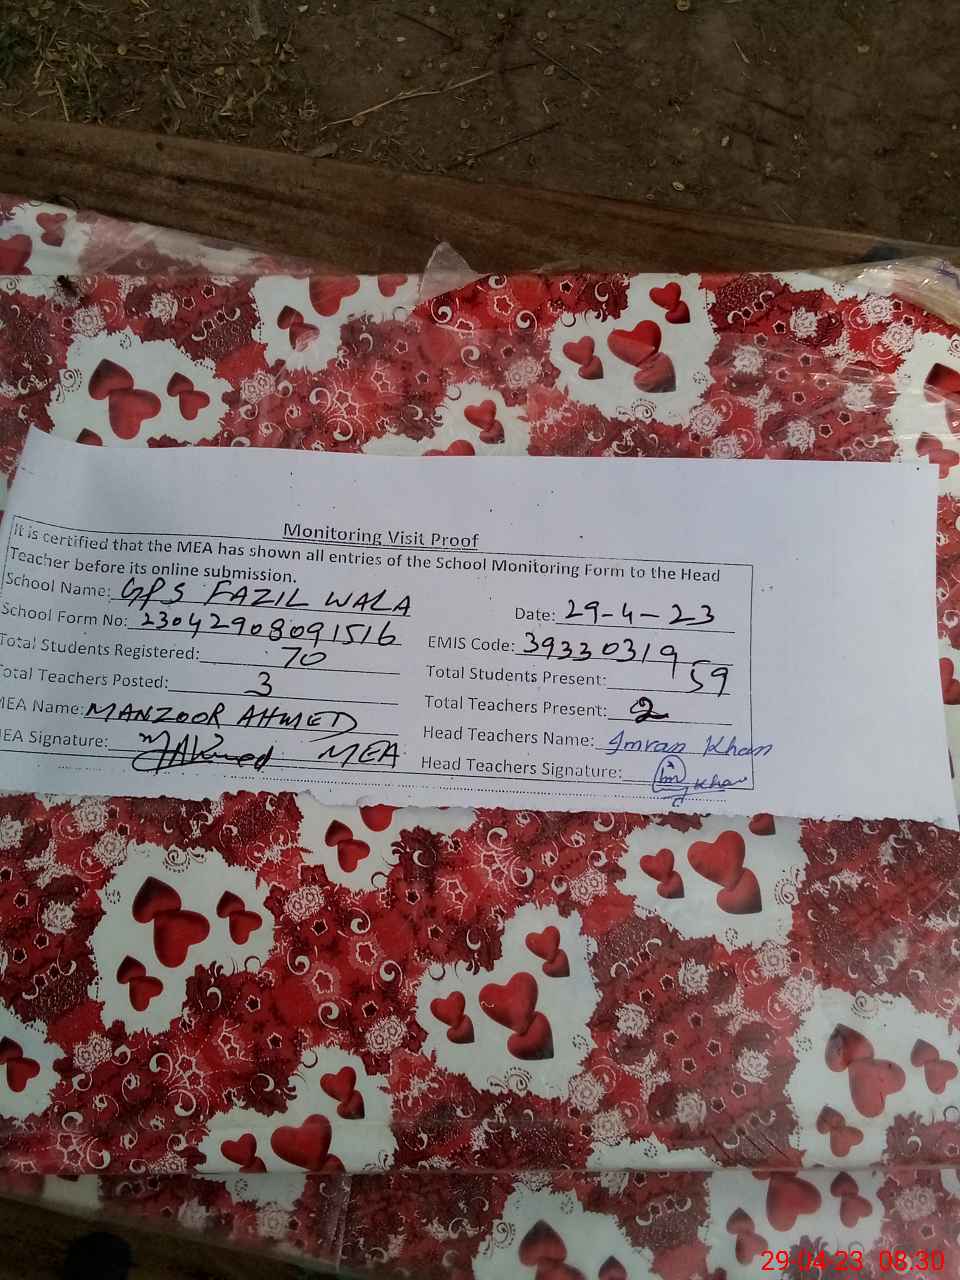 Monitoring Visit Proof
It is certified that the MEA has shown all entries of the School Monitoring Form to the Head
Teacher before its online submission.
School Name: GPS FAZIL WALA Date: 29-4-23
School Form No: 23042908091516 EMIS Code: 39330319
Total Students Registered: 70 Total Students Present: 59
Total Teachers Posted: 3 Total Teachers Present: 2
MEA Name: MANZOOR AHMED Head Teachers Name: Imran Khan
MEA Signature: MAhmed MEA Head Teachers Signature: Khan
29-04-23 08:30